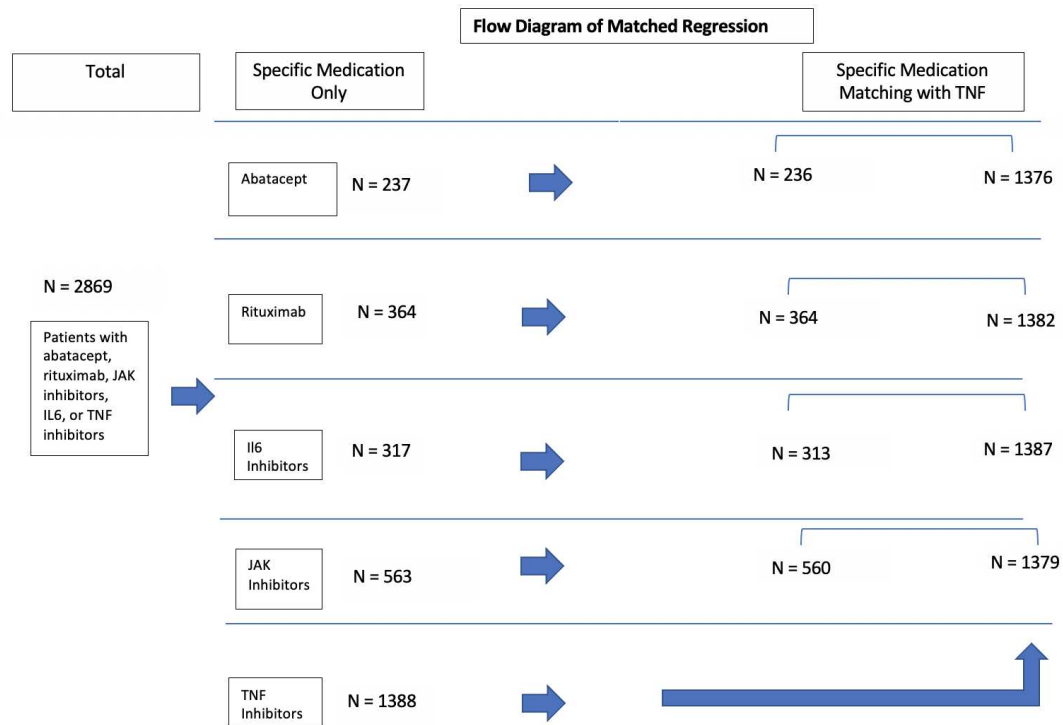 Flow Diagram of Matched Regression
Total
Specific Medication
Only
Specific Medication
Matching with TNF
Abatacept
N = 237
N = 236
N = 1376
N = 2869
Patients with
abatacept,
rituximab, JAK
inhibitors,
IL6, or TNF
inhibitors
Rituximab
N = 364
N = 364
N = 1382
Il6
Inhibitors
N = 317
N = 313
N = 1387
JAK
Inhibitors
N = 563
N = 560
N = 1379
TNF
Inhibitors
N = 1388